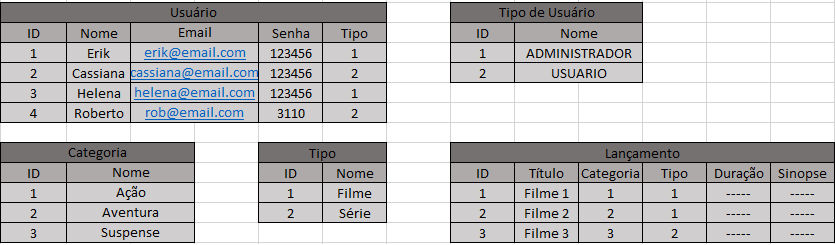 Usuário
ID Nome Email Senha Tipo
1 Erik erik@email.com 123456 1
2 Cassiana cassiana@email.com 123456 2
3 Helena helena@email.com 123456 1
4 Roberto rob@email.com 3110 2
Tipo de Usuário
ID Nome
1 ADMINISTRADOR
2 USUARIO
Categoria
ID Nome
1 Ação
2 Aventura
3 Suspense
Tipo
ID Nome
1 Filme
2 Série
Lançamento
ID Título Categoria Tipo Duração Sinopse
1 Filme 1 1 1 ----- -----
2 Filme 2 2 1 ----- -----
3 Filme 3 3 2 ----- -----